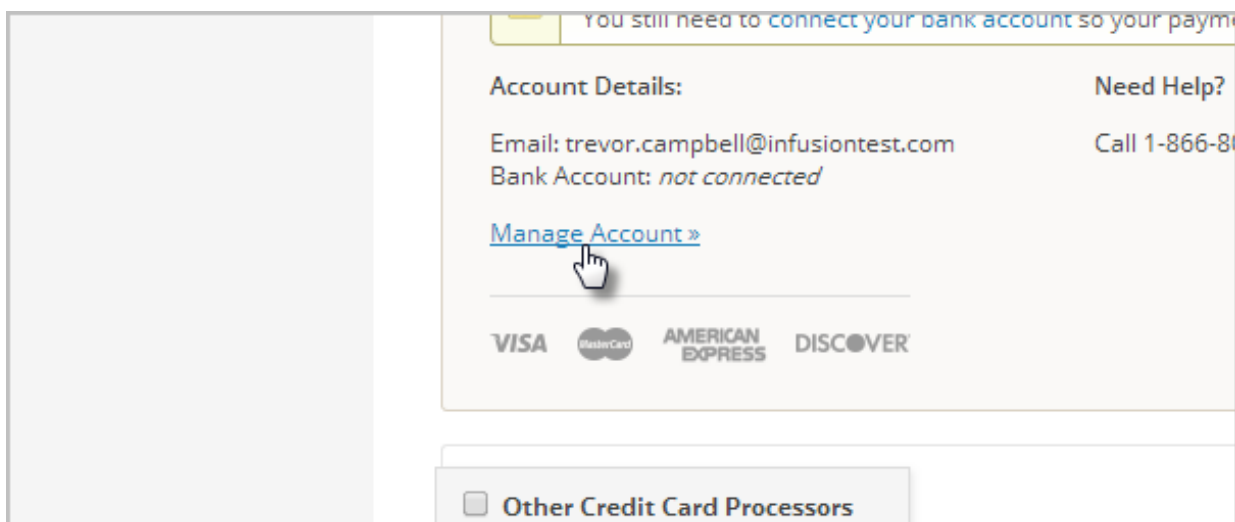 You still need to connect your bank account so your
Account Details:
Need Help?
Email: trevor.campbell@infusiontest.com
Call 1-866-8
Bank Account: not connected
Manage Account »
VISA MasterCard AMERICAN EXPRESS DISCOVER
Other Credit Card Processors